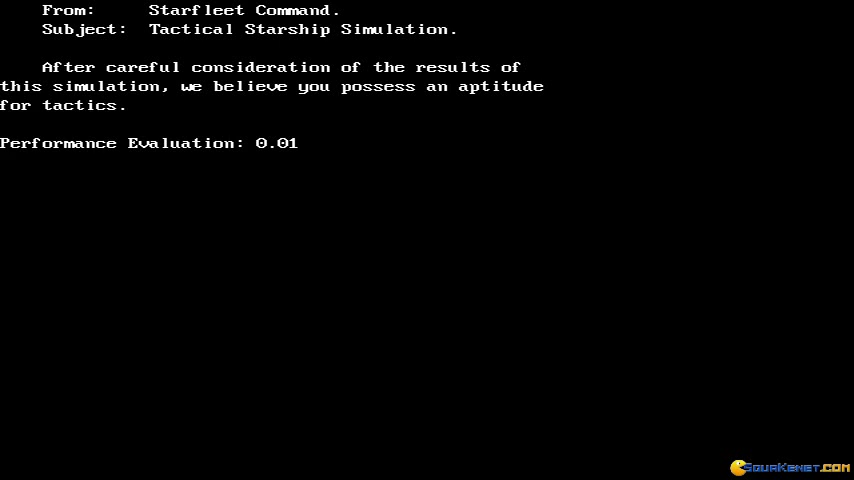 From: Starfleet Command.
Subject: Tactical Starship Simulation.
After careful consideration of the results of
this simulation, we believe you possess an aptitude
for tactics.
Performance Evaluation: 0.01
SquaKenet.com